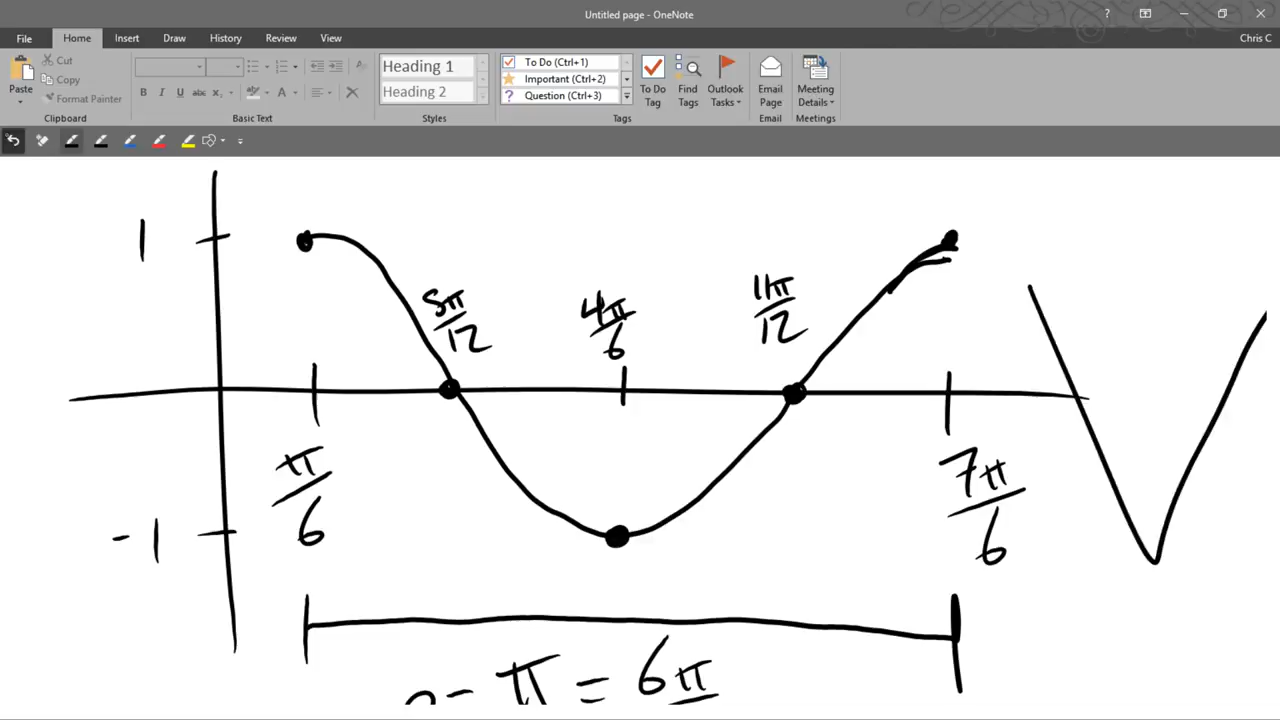 Untitled page - OneNote
Chris C
File Home Insert Draw History Review View
Paste
Cut
Copy
Format Painter
Clipboard
B I U abc
Basic Text
Heading 1
Heading 2
Styles
To Do (Ctrl+1)
Important (Ctrl+2)
Question (Ctrl+3)
To Do
Tag
Find
Tags
Outlook
Tasks
Tags
Email
Page
Email
Meeting
Details
Meetings
1
5π/12
4π/6
11π/12
π/6
7π/6
-1
π = 6π